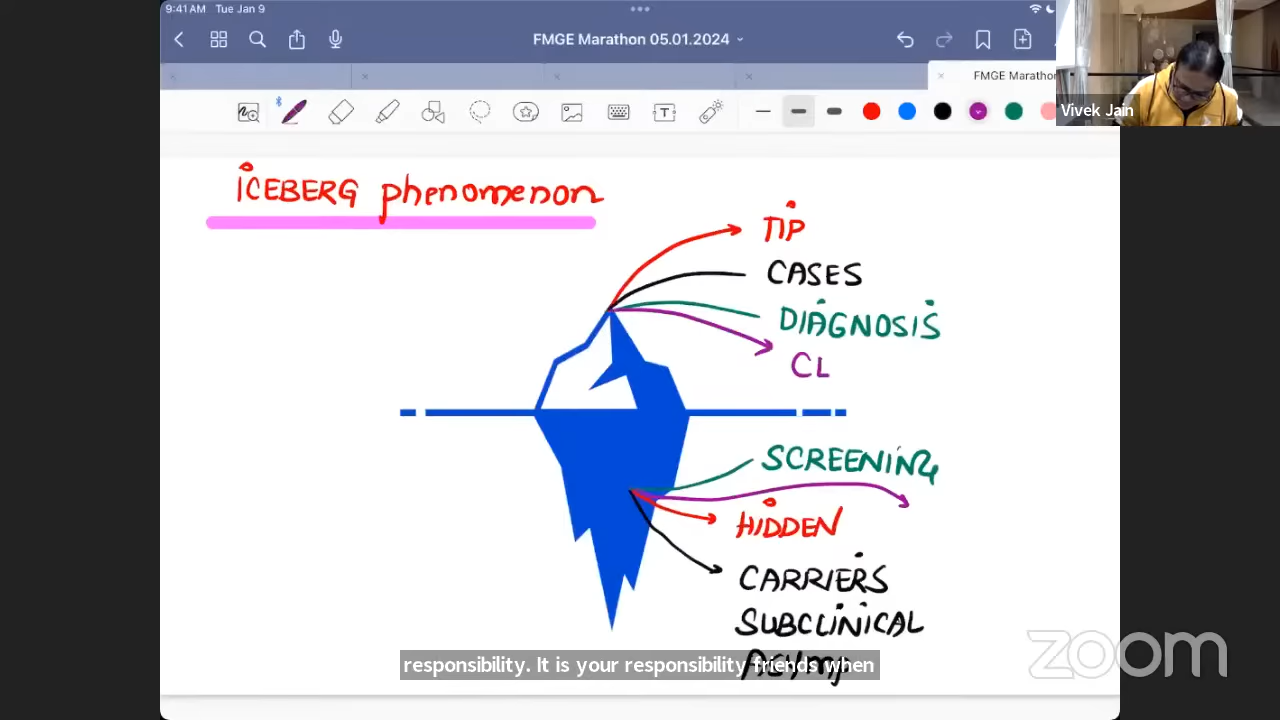 9:41 AM Tue Jan 9
FMGE Marathon 05.01.2024
FMGE Marathon
Vivek Jain
ICEBERG phenomenon
TIP
CASES
DIAGNOSIS
CL
SCREENING
HIDDEN
CARRIERS
SUBCLINICAL
ASYMP
responsibility. It is your responsibility friends when
zoom